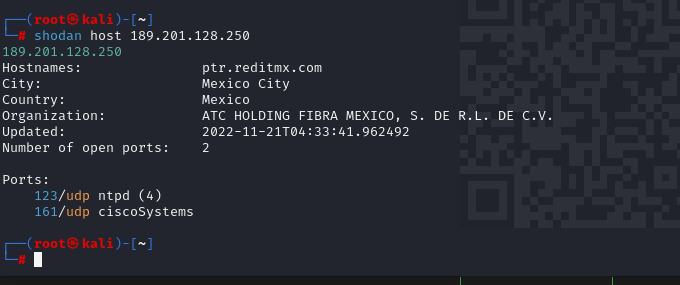 ┌──(root㉿kali)-[~]
└─# shodan host 189.201.128.250
189.201.128.250
Hostnames: ptr.reditmx.com
City: Mexico City
Country: Mexico
Organization: ATC HOLDING FIBRA MEXICO, S. DE R.L. DE C.V.
Updated: 2022-11-21T04:33:41.962492
Number of open ports: 2
Ports:
123/udp ntpd (4)
161/udp ciscoSystems
┌──(root㉿kali)-[~]
└─#